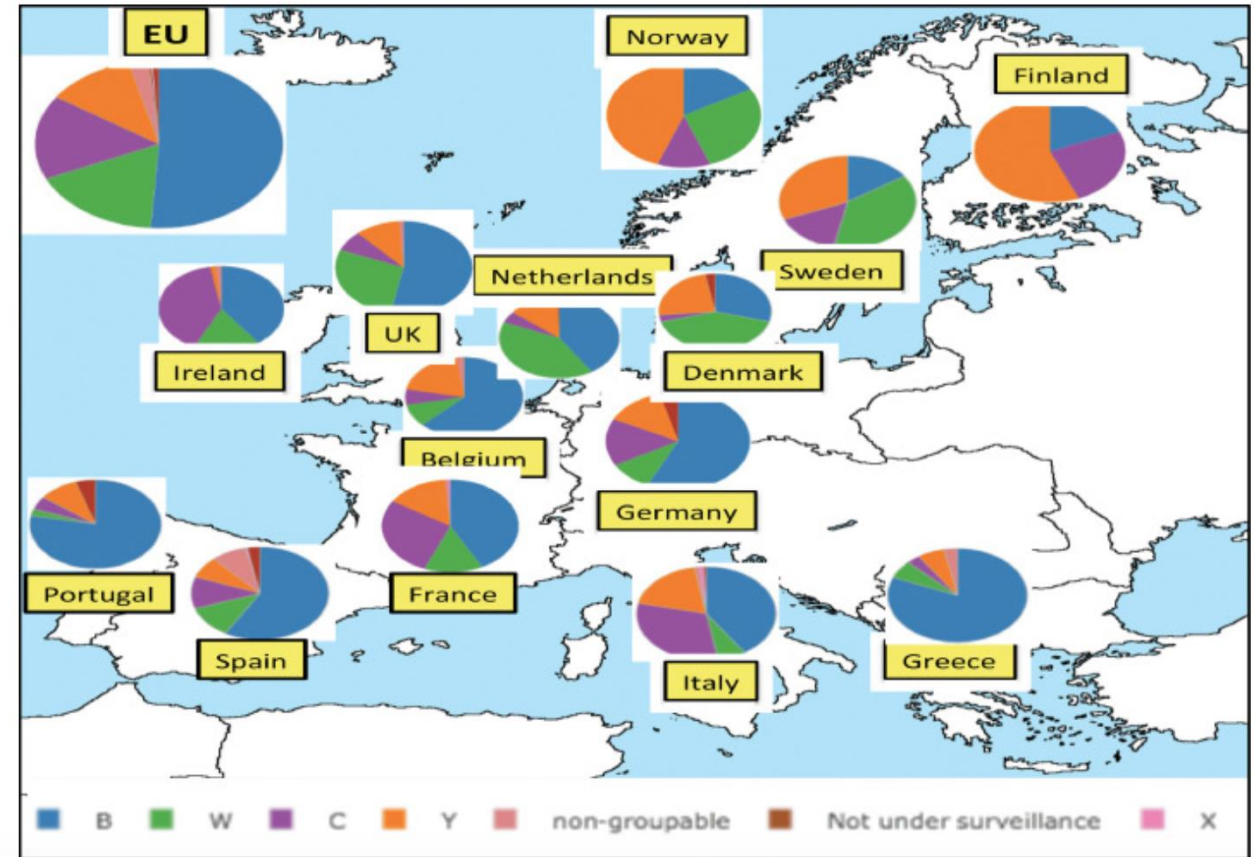 EU
Norway
Finland
Netherlands
Sweden
UK
Ireland
Denmark
Belgium
Germany
Portugal
France
Spain
Greece
Italy
B W C Y non-groupable Not under surveillance X